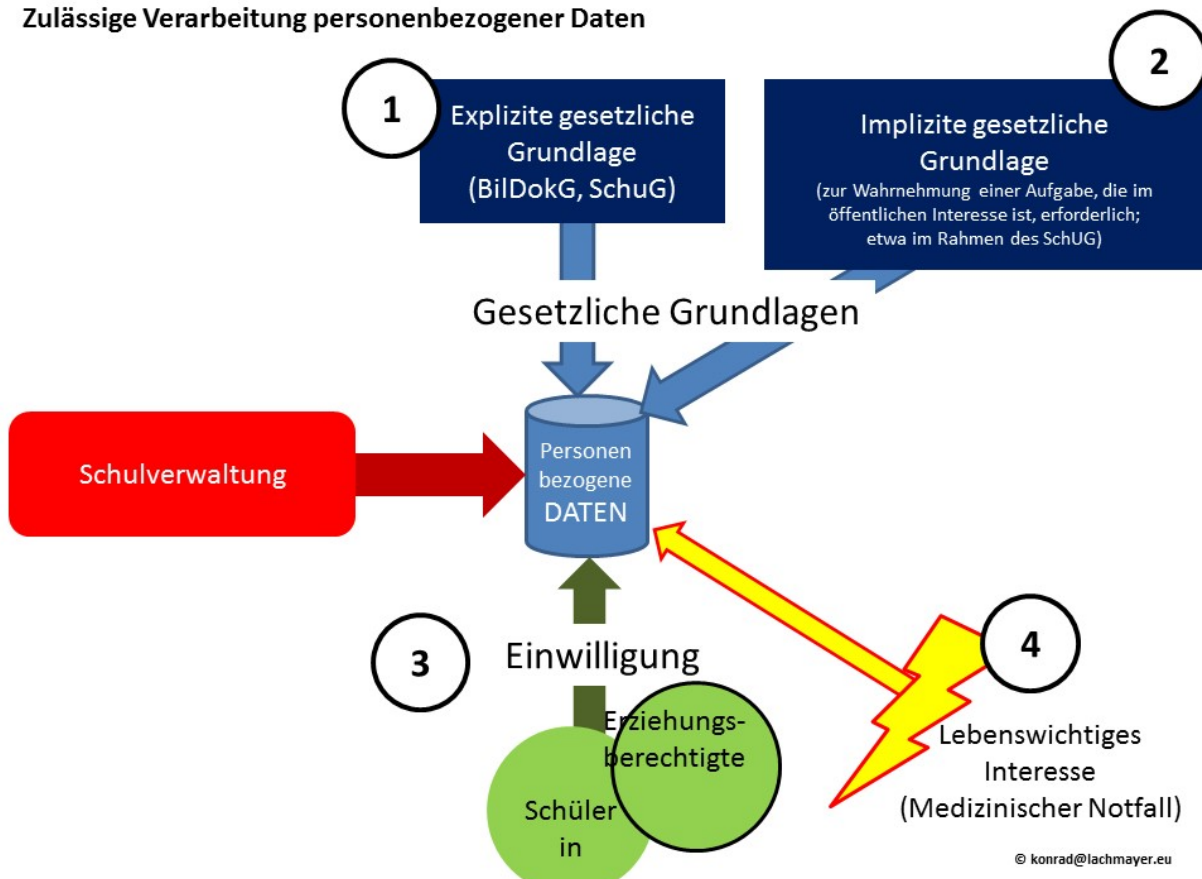 Zulässige Verarbeitung personenbezogener Daten
1
Explizite gesetzliche
Grundlage
(BilDokG, SchuG)
2
Implizite gesetzliche
Grundlage
(zur Wahrnehmung einer Aufgabe, die im
öffentlichen Interesse ist, erforderlich;
etwa im Rahmen des SchUG)
Gesetzliche Grundlagen
Schulverwaltung
Personen
bezogene
DATEN
3
Einwilligung
Erziehungs-
berechtigte
Schüler
in
4
Lebenswichtiges
Interesse
(Medizinischer Notfall)
© konrad@lachmayer.eu